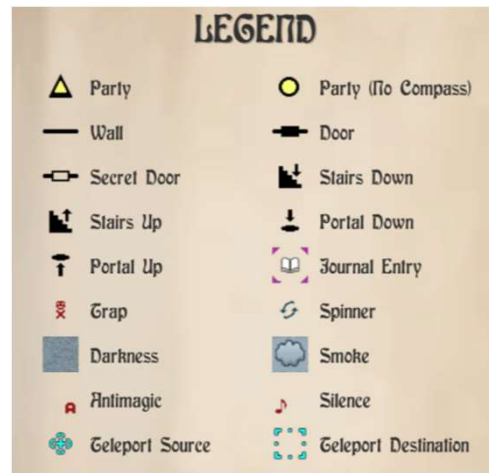 LEGEND
Party Party (No Compass)
Wall Door
Secret Door Stairs Down
Stairs Up Portal Down
Portal Up Journal Entry
Trap Spinner
Darkness Smoke
A Antimagic Silence
Teleport Source Teleport Destination